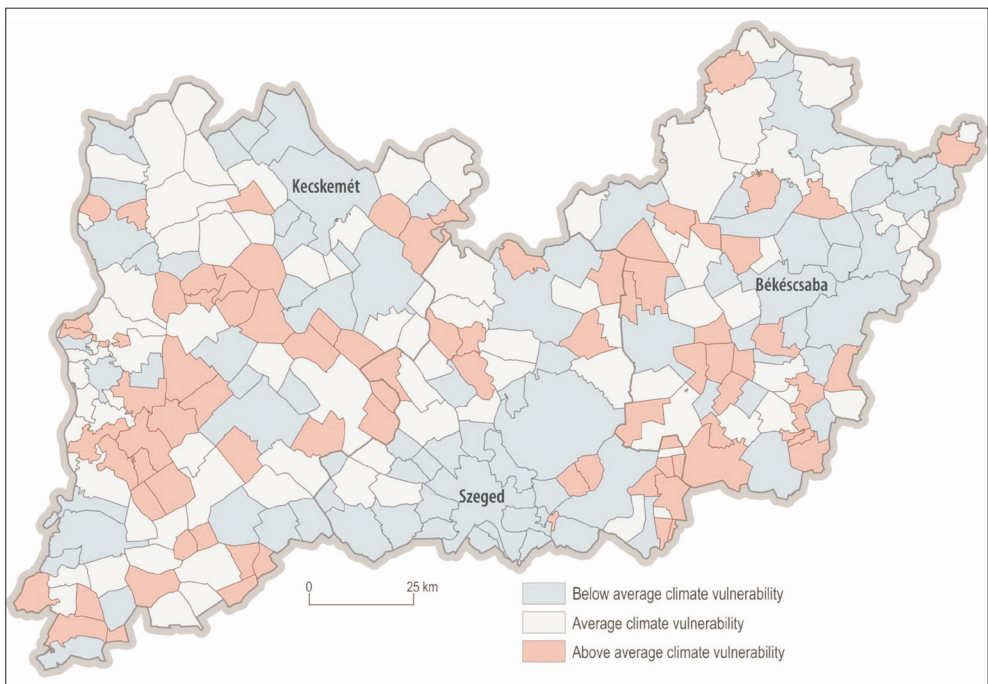 Kecskemét
Békéscsaba
Szeged
0 25 km
Below average climate vulnerability
Average climate vulnerability
Above average climate vulnerability